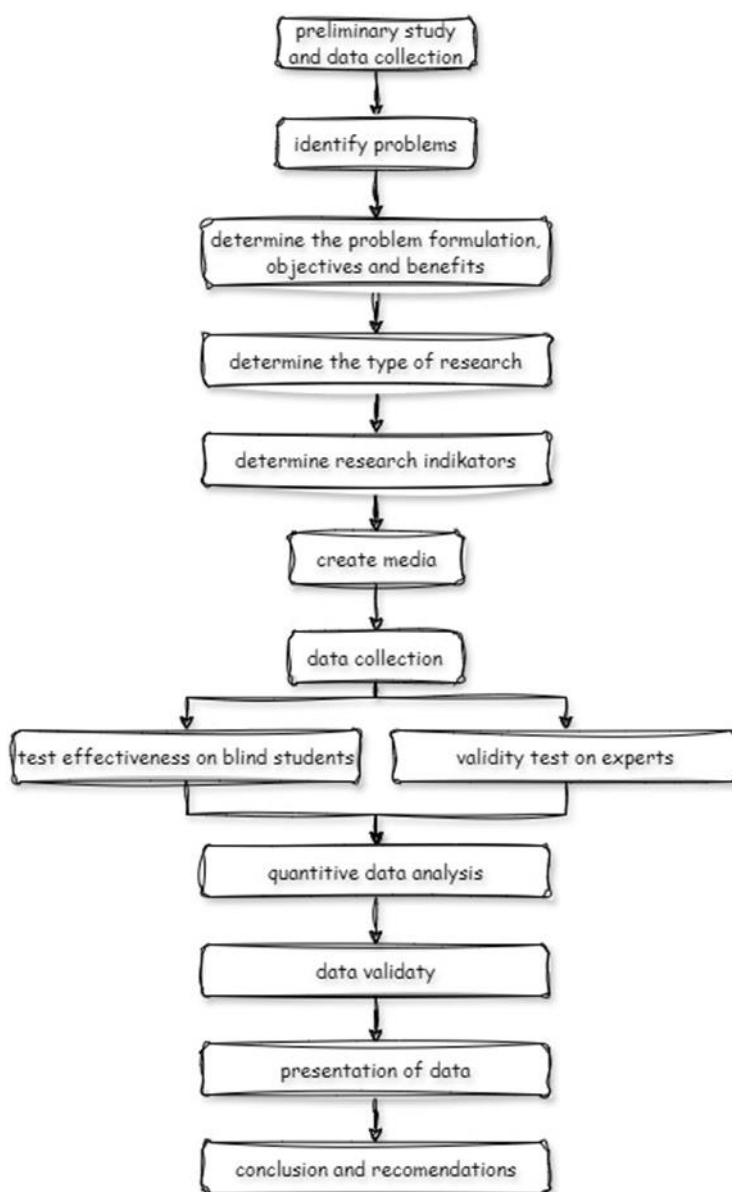 preliminary study
and data collection
identify problems
determine the problem formulation,
objectives and benefits
determine the type of research
determine research indikators
create media
data collection
test effectiveness on blind students
validity test on experts
quantitive data analysis
data validaty
presentation of data
conclusion and recomendations